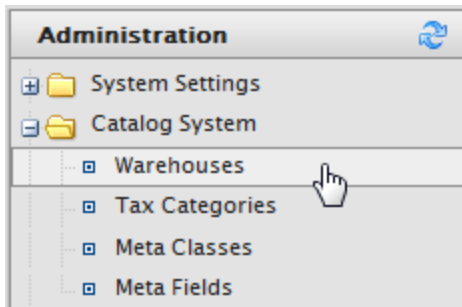 Administration
System Settings
Catalog System
Warehouses
Tax Categories
Meta Classes
Meta Fields